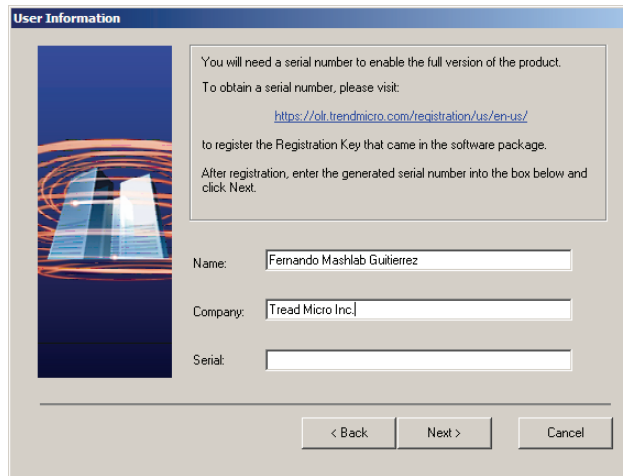 User Information
You will need a serial number to enable the full version of the product.
To obtain a serial number, please visit:
https://olr.trendmicro.com/registration/us/en-us/
to register the Registration Key that came in the software package.
After registration, enter the generated serial number into the box below and
click Next.
Name: Fernando Mashlab Guitierrez
Company: Tread Micro Inc.
Serial:
< Back Next > Cancel